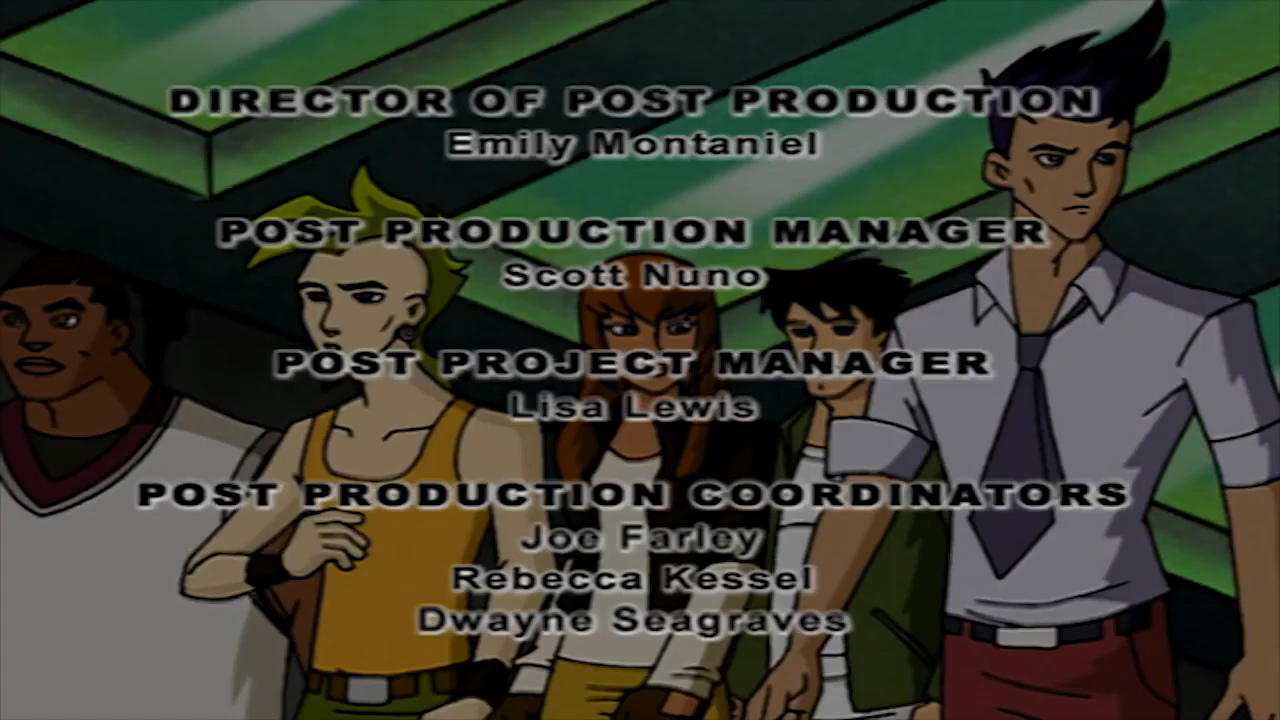 DIRECTOR OF POST PRODUCTION
Emily Montaniel
POST PRODUCTION MANAGER
Scott Nuno
POST PROJECT MANAGER
Lisa Lewis
POST PRODUCTION COORDINATORS
Joe Farley
Rebecca Kessel
Dwayne Seagraves